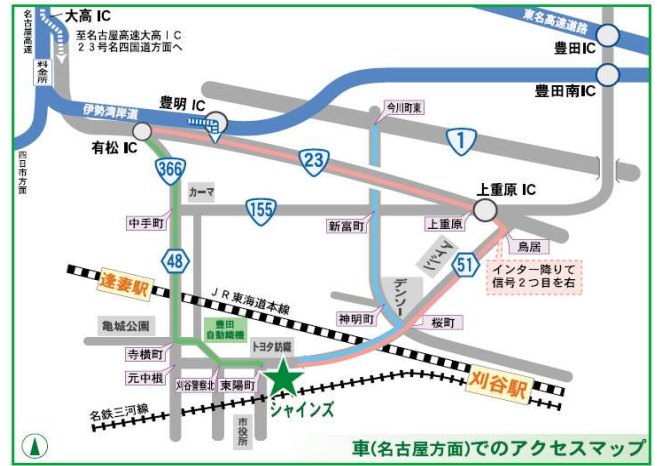 大高 IC
名古屋高速
至名古屋高速大高IC
23号名四国道方面へ
東名高速道路
豊田IC
豊田南IC
料金所
伊勢湾岸道
豊明 IC
今川町東
四日市方面
有松 IC
1
23
366
カーマ
155
上重原 IC
中手町
新富町
上重原
鳥居
アイシン
51
48
インター降りて
信号2つ目を右
デンソー
逢妻駅
JR東海道本線
神明町
桜町
亀城公園
豊田
自動織機
トヨタ紡織
寺横町
元中根
刈谷警察北
東陽町
刈谷駅
シャインズ
名鉄三河線
市役所
車(名古屋方面)でのアクセスマップ